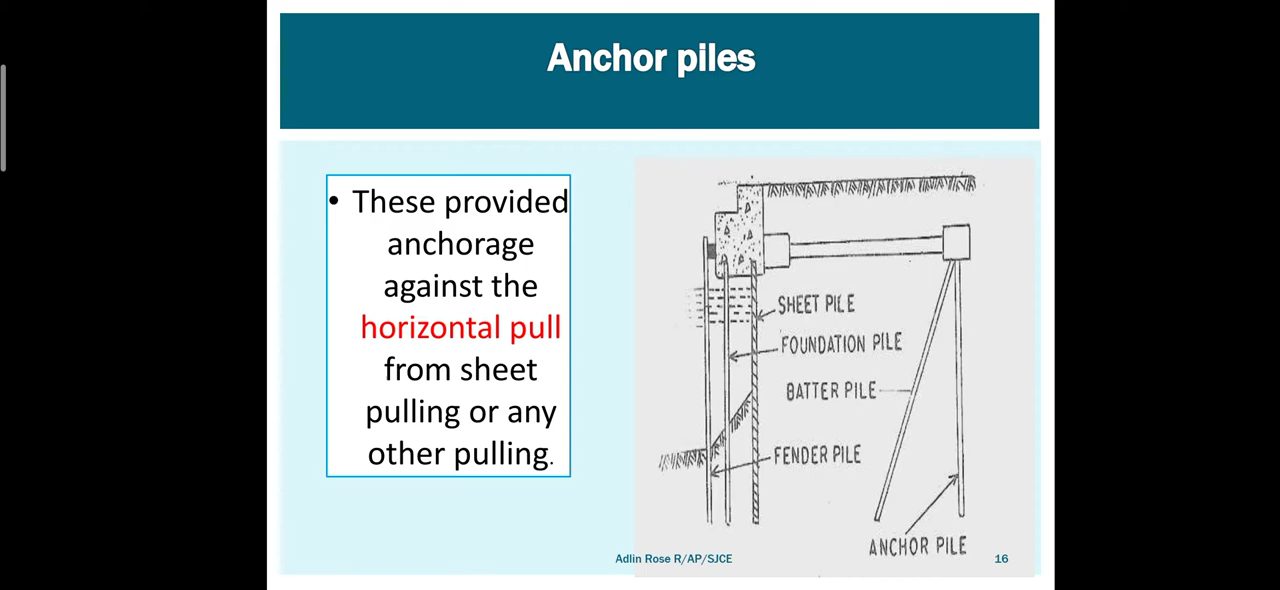 Anchor piles
• These provided
anchorage
against the
horizontal pull
from sheet
pulling or any
other pulling.
SHEET PILE
FOUNDATION PILE
BATTER PILE
FENDER PILE
ANCHOR PILE
Adlin Rose R/AP/SJCE
16